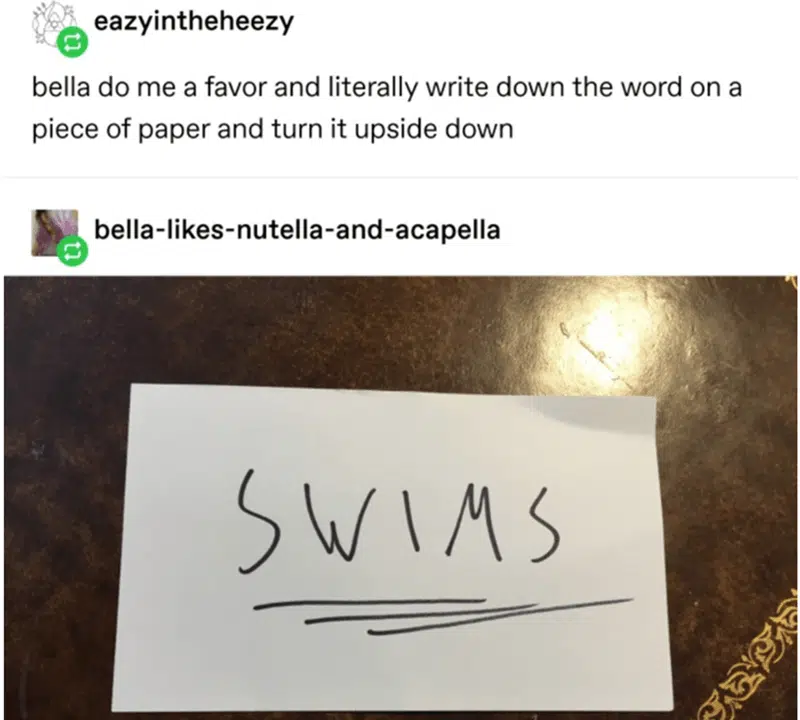 eazyintheheezy
bella do me a favor and literally write down the word on a
piece of paper and turn it upside down
bella-likes-nutella-and-acapella
SWIMS